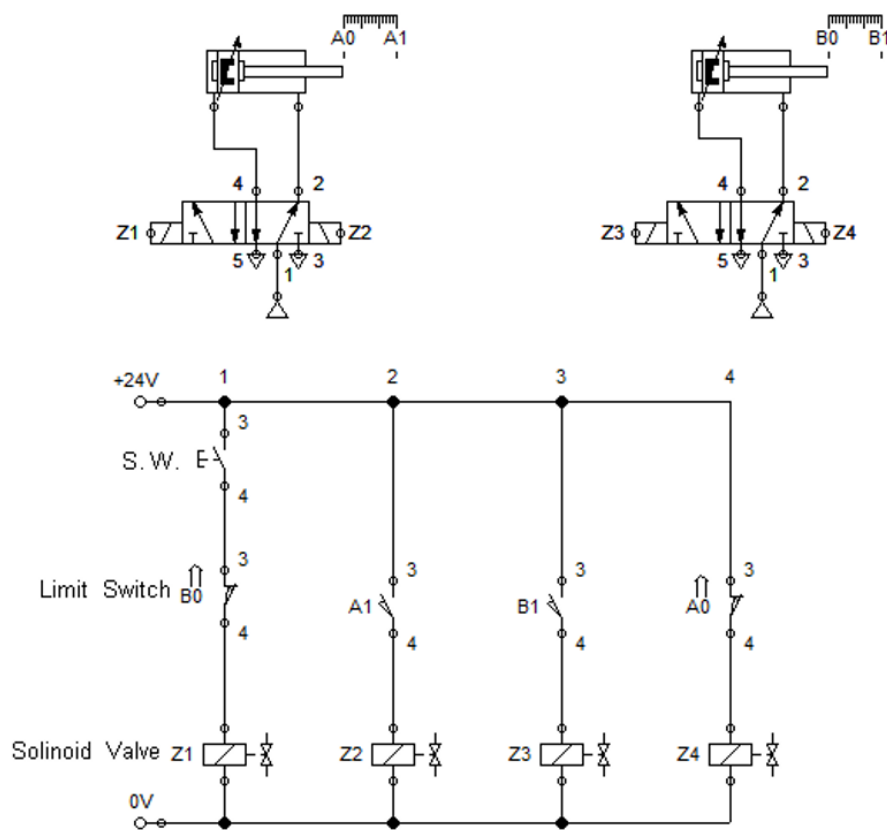 A0 A1 B0 B1
4 2 4 2
Z1 Z2 Z3 Z4
5 1 3 5 1 3
+24V 1 2 3 4
3
S.W.
4
3 3 3 3
Limit Switch B0 A1 B1 A0
4 4 4 4
Solinoid Valve Z1 Z2 Z3 Z4
0V